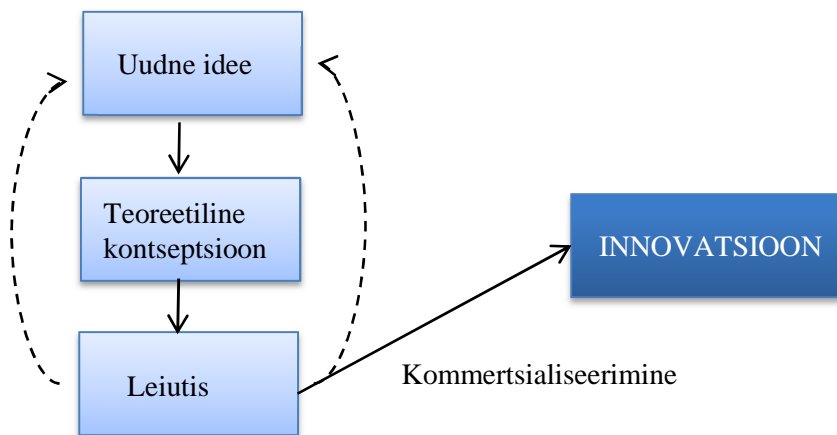 Uudne idee
Teoreetiline
kontseptsioon
INNOVATSIOON
Leiutis
Kommertsialiseerimine